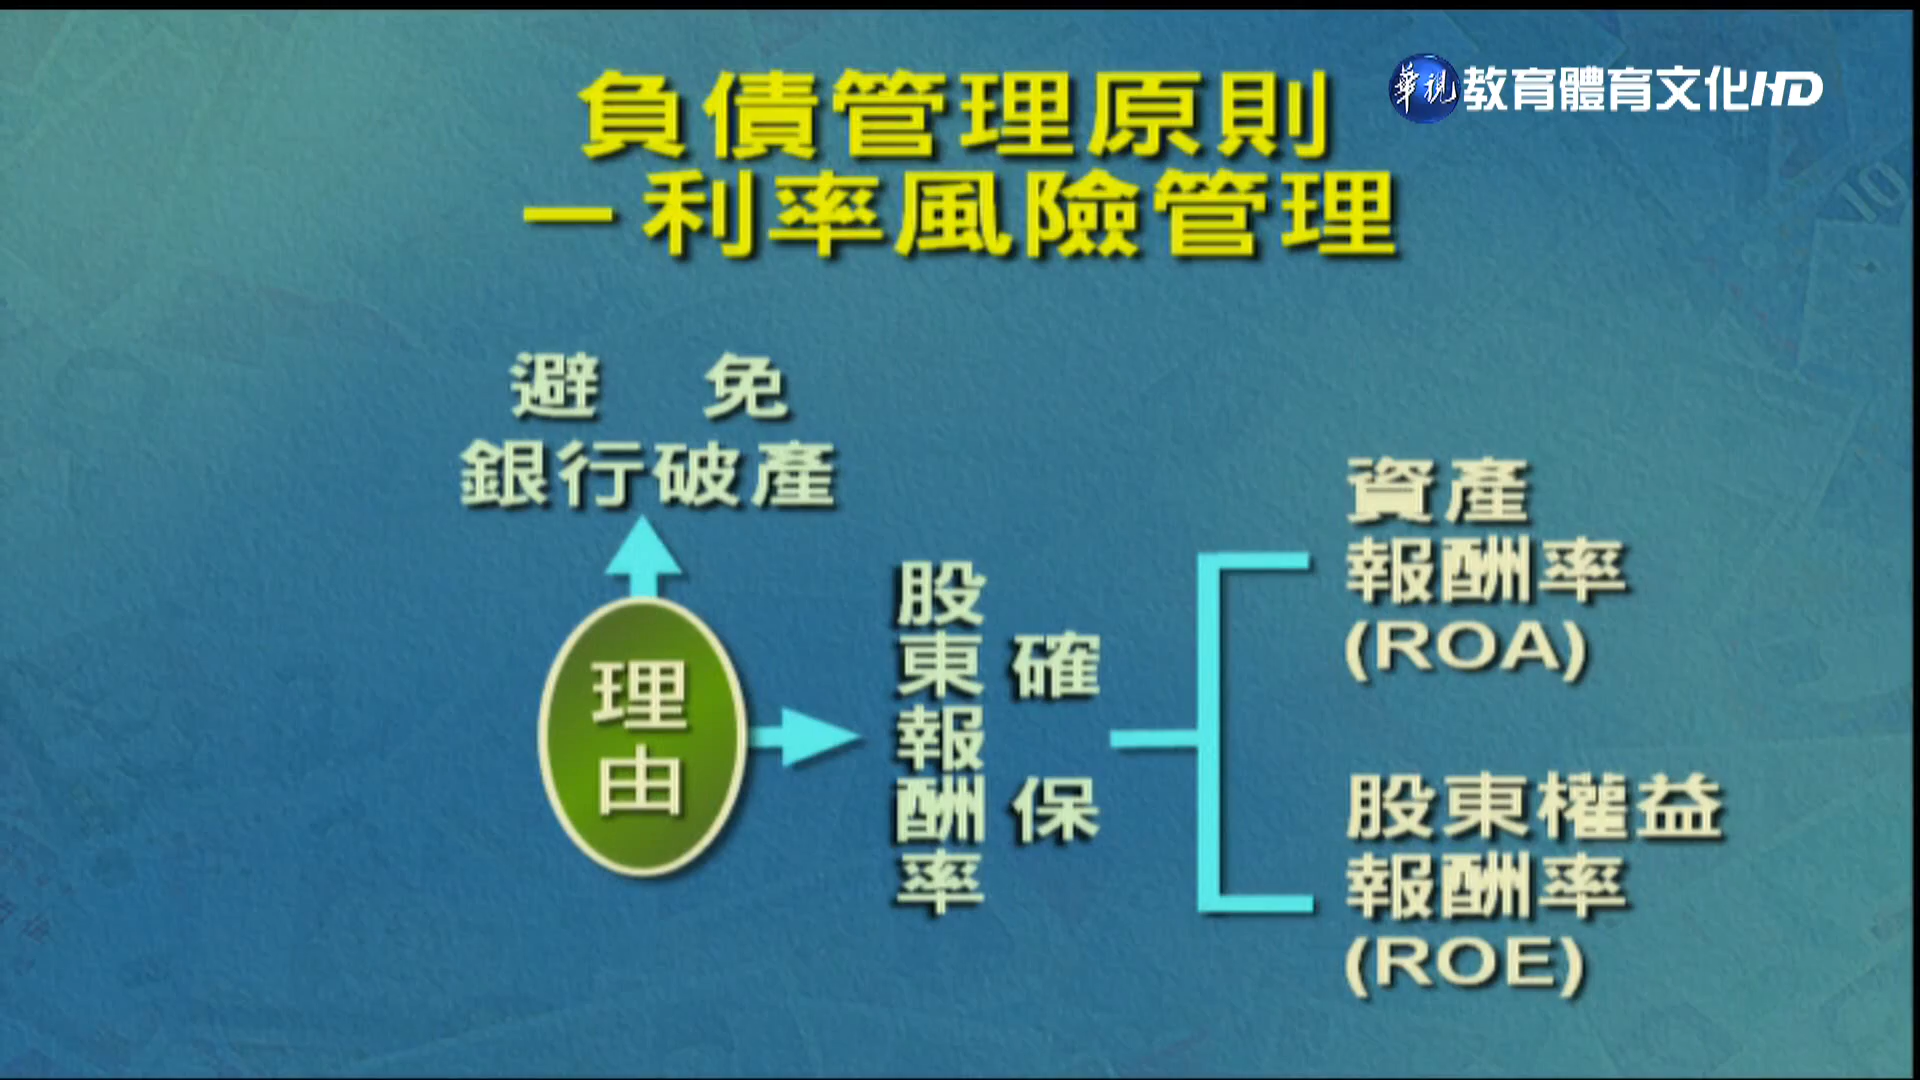 華視 教育體育文化HD
負債管理原則
－利率風險管理
避 免
銀行破產
理由
確保
股東報酬率
資產
報酬率
(ROA)
股東權益
報酬率
(ROE)